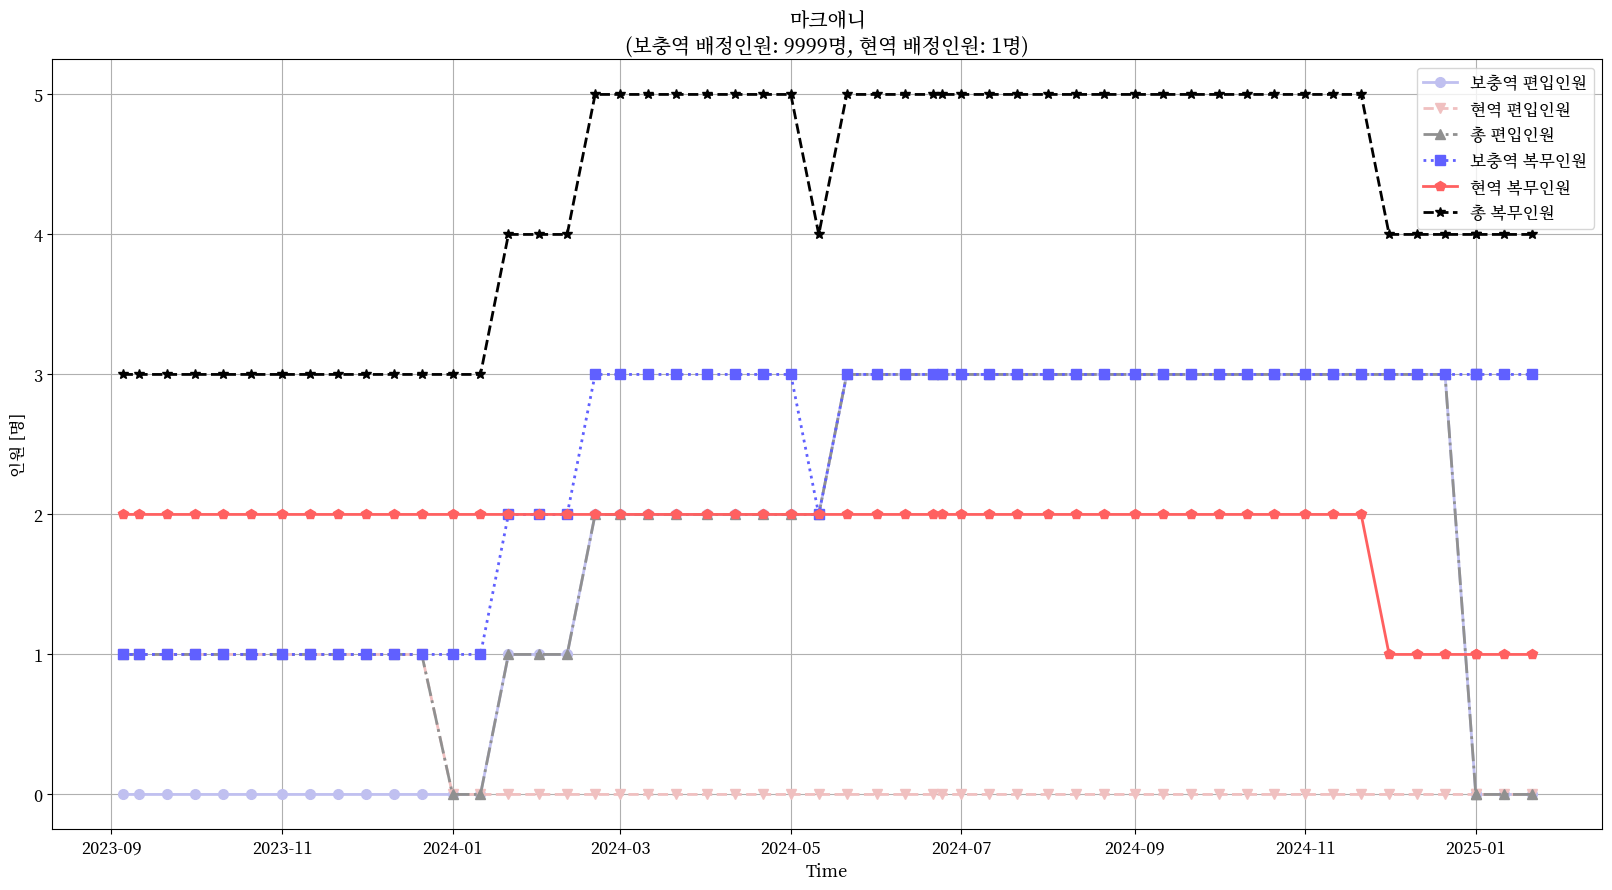 마크애니
(보충역 배정인원: 9999명, 현역 배정인원: 1명)
보충역 편입인원
현역 편입인원
총 편입인원
보충역 복무인원
현역 복무인원
총 복무인원
인원 [명]
5
4
3
2
1
0
2023-09 2023-11 2024-01 2024-03 2024-05 2024-07 2024-09 2024-11 2025-01
Time